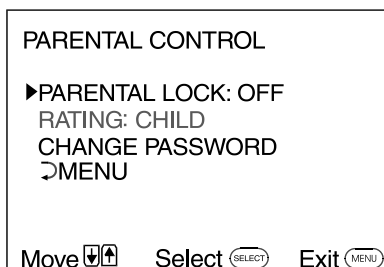 PARENTAL CONTROL
▶PARENTAL LOCK: OFF
RATING: CHILD
CHANGE PASSWORD
⊃MENU
Move Select SELECT Exit MENU